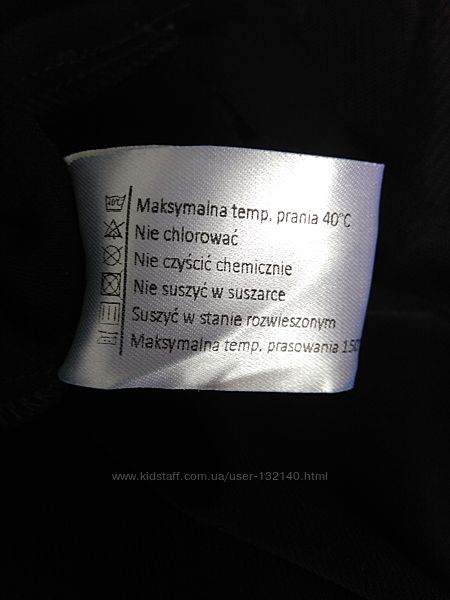 40°C
Maksymalna temp. prania 40°C
Nie chlorować
Nie czyścić chemicznie
Nie suszyć w suszarce
Suszyć w stanie rozwieszonym
Maksymalna temp. prasowania
www.kidstaff.com.ua/user-132140.html